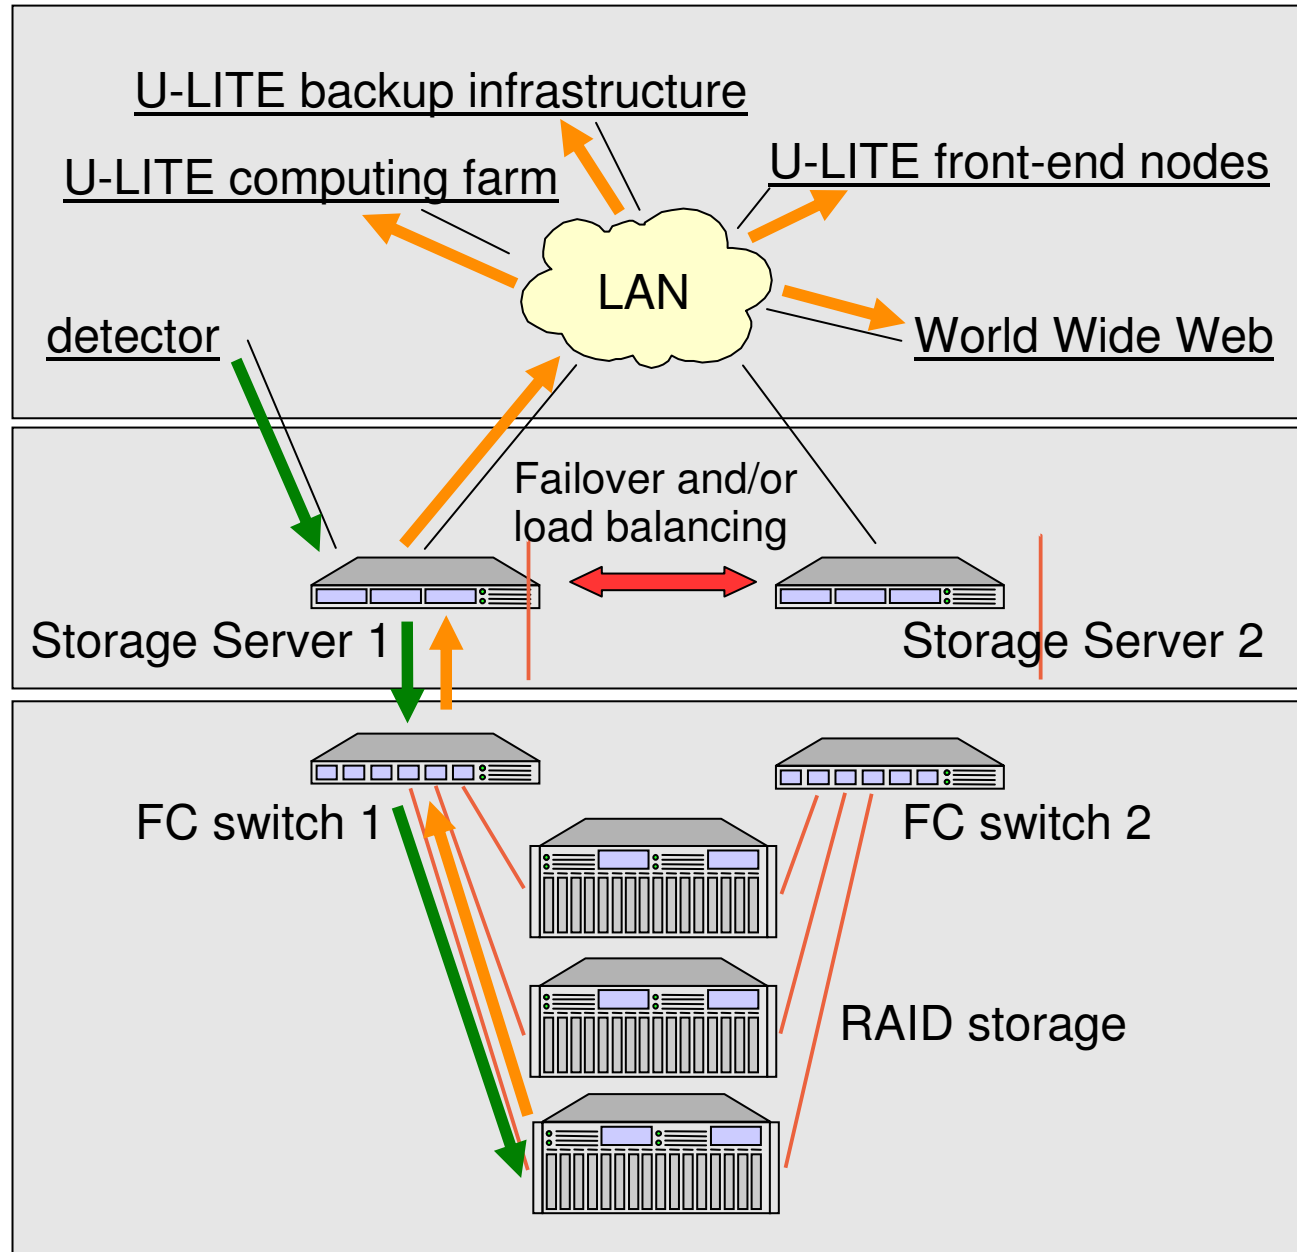 U-LITE backup infrastructure
U-LITE front-end nodes
U-LITE computing farm
LAN
detector
World Wide Web
Failover and/or
load balancing
Storage Server 1
Storage Server 2
FC switch 1
FC switch 2
RAID storage